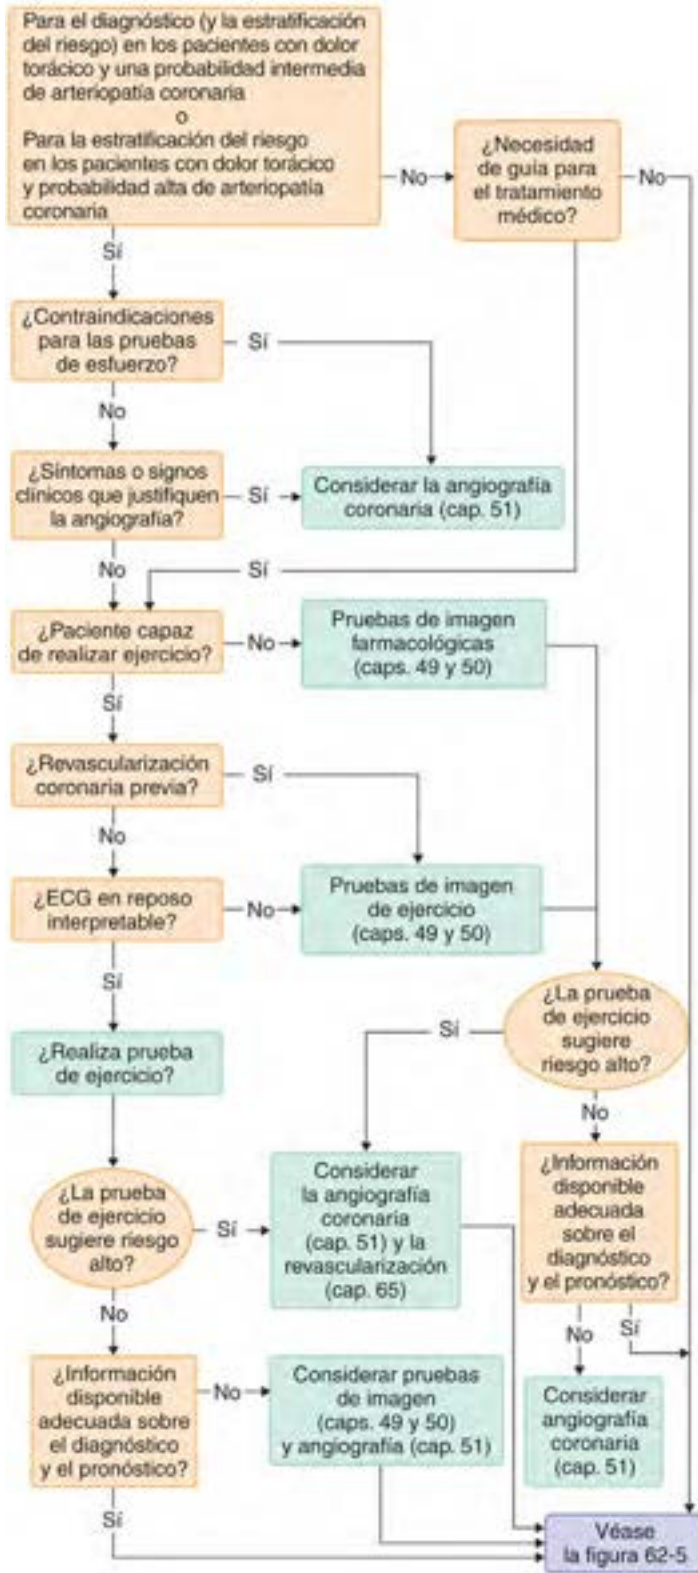 Para el diagnóstico (y la estratificación
del riesgo) en los pacientes con dolor
torácico y una probabilidad intermedia
de arteriopatía coronaria
o
Para la estratificación del riesgo
en los pacientes con dolor torácico
y probabilidad alta de arteriopatía
coronaria
No
¿Necesidad
de guía para
el tratamiento
médico?
No
Sí
¿Contraindicaciones
para las pruebas
de esfuerzo?
Sí
No
¿Síntomas o signos
clínicos que justifiquen
la angiografía?
Sí
Considerar la angiografía
coronaria (cap. 51)
No
Sí
¿Paciente capaz
de realizar ejercicio?
No
Pruebas de imagen
farmacológicas
(caps. 49 y 50)
Sí
¿Revascularización
coronaria previa?
Sí
No
¿ECG en reposo
interpretable?
No
Pruebas de imagen
de ejercicio
(caps. 49 y 50)
Sí
¿Realiza prueba
de ejercicio?
¿La prueba
de ejercicio
sugiere
riesgo alto?
Sí
No
¿La prueba
de ejercicio
sugiere riesgo
alto?
Sí
Considerar
la angiografía
coronaria
(cap. 51) y la
revascularización
(cap. 65)
¿Información
disponible
adecuada
sobre el
diagnóstico
y el pronóstico?
No
No
Sí
¿Información
disponible
adecuada sobre
el diagnóstico
y el pronóstico?
No
Considerar pruebas
de imagen
(caps. 49 y 50)
y angiografía (cap. 51)
Considerar
angiografía
coronaria
(cap. 51)
Sí
Véase
la figura 62-5